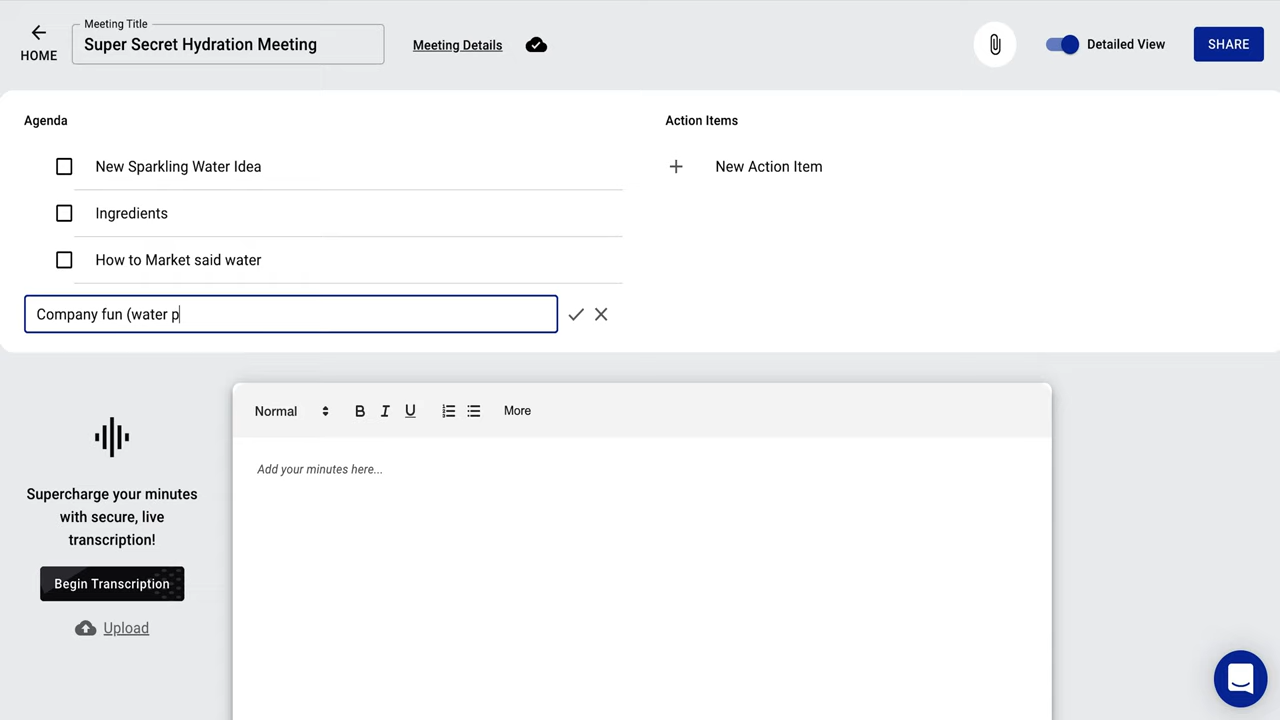 HOME
Meeting Title
Super Secret Hydration Meeting
Meeting Details
Detailed View
SHARE
Agenda
New Sparkling Water Idea
Ingredients
How to Market said water
Company fun (water p
Action Items
New Action Item
Supercharge your minutes
with secure, live
transcription!
Begin Transcription
Upload
Normal
B I U
More
Add your minutes here...